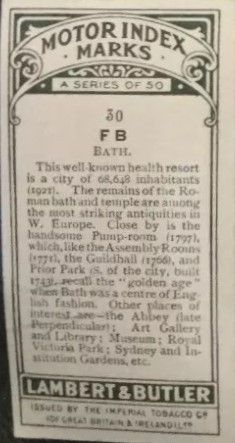 MOTOR INDEX
MARKS
A SERIES OF 50
30
FB
BATH.
This well-known health resort
is a city of 68,648 inhabitants
(1921). The remains of the Ro-
man bath and temple are among
the most striking antiquities in
W. Europe. Close by is the
handsome Pump-room (1797),
which, like the Assembly Rooms
(1771), the Guildhall (1766), and
Prior Park (S. of the city, built
1743), recall the "golden age"
when Bath was a centre of Eng-
lish fashion. Other places of
interest are—the Abbey (late
Perpendicular); Art Gallery
and Library; Museum; Royal
Victoria Park; Sydney and In-
stitution Gardens, etc.
LAMBERT & BUTLER
ISSUED BY THE IMPERIAL TOBACCO CO
(OF GREAT BRITAIN & IRELAND) LTD